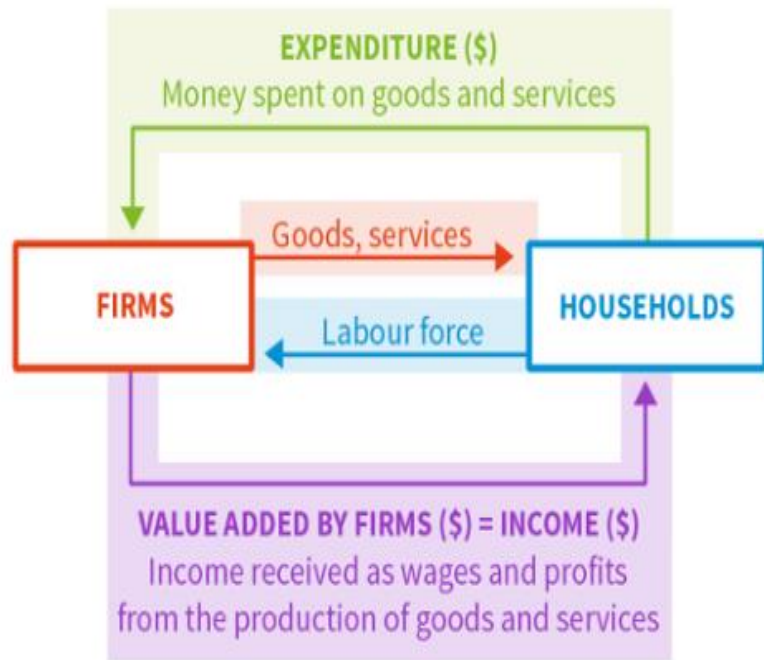 EXPENDITURE ($)
Money spent on goods and services
Goods, services
FIRMS
HOUSEHOLDS
Labour force
VALUE ADDED BY FIRMS ($) = INCOME ($)
Income received as wages and profits
from the production of goods and services